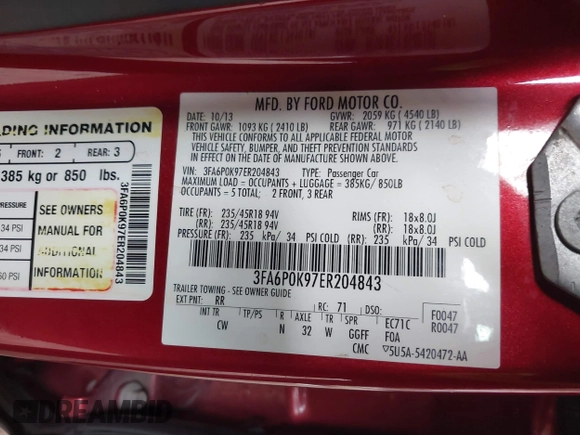 MFD. BY FORD MOTOR CO.
DATE: 10/13 GVWR: 2059 KG ( 4540 LB)
FRONT GAWR: 1093 KG ( 2410 LB) REAR GAWR: 971 KG ( 2140 LB)
THIS VEHICLE CONFORMS TO ALL APPLICABLE FEDERAL MOTOR
VEHICLE SAFETY, BUMPER, AND THEFT PREVENTION STANDARDS
IN EFFECT ON THE DATE OF MANUFACTURE SHOWN ABOVE.
VIN: 3FA6P0K97ER204843 TYPE: Passenger Car
MAXIMUM LOAD = OCCUPANTS + LUGGAGE = 385KG/ 850LB
OCCUPANTS = 5 TOTAL; 2 FRONT, 3 REAR
TIRE (FR): 235/45R18 94V RIMS (FR): 18x8.0J
(RR): 235/45R18 94V (RR): 18x8.0J
PRESSURE (FR): 235 kPa/ 34 PSI COLD (RR): 235 kPa/ 34 PSI COLD
3FA6P0K97ER204843
TRAILER TOWING - SEE OWNER GUIDE
EXT PNT: RR RC: 71 DSO: F0047
R0047
INT TR TP/PS R AXLE TR SPR EC71C
CW N 32 W GGFF FOA
CMC 5U5A-5420472-AA
ADING INFORMATION
FRONT: 2 REAR: 3
385 kg or 850 lbs.
PRESSURE SEE OWNERS
34 PSI MANUAL FOR
34 PSI ADDITIONAL
60 PSI INFORMATION
3FA6P0K97ER204843
DREAMBID